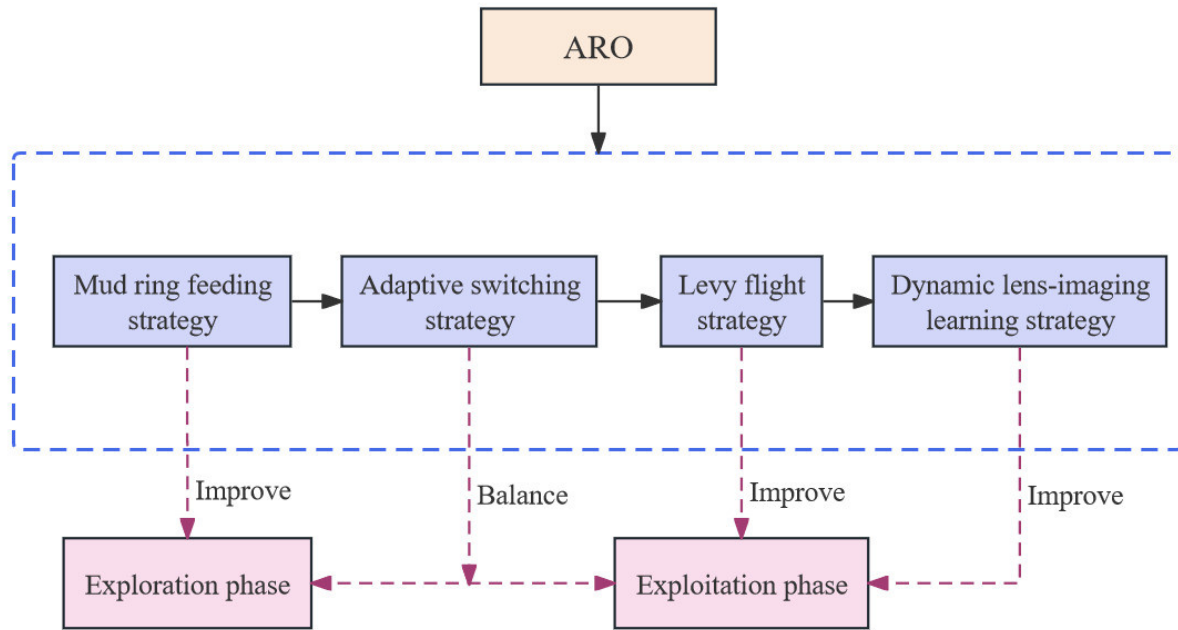 ARO
Mud ring feeding
strategy
Adaptive switching
strategy
Levy flight
strategy
Dynamic lens-imaging
learning strategy
Improve
Balance
Improve
Improve
Exploration phase
Exploitation phase